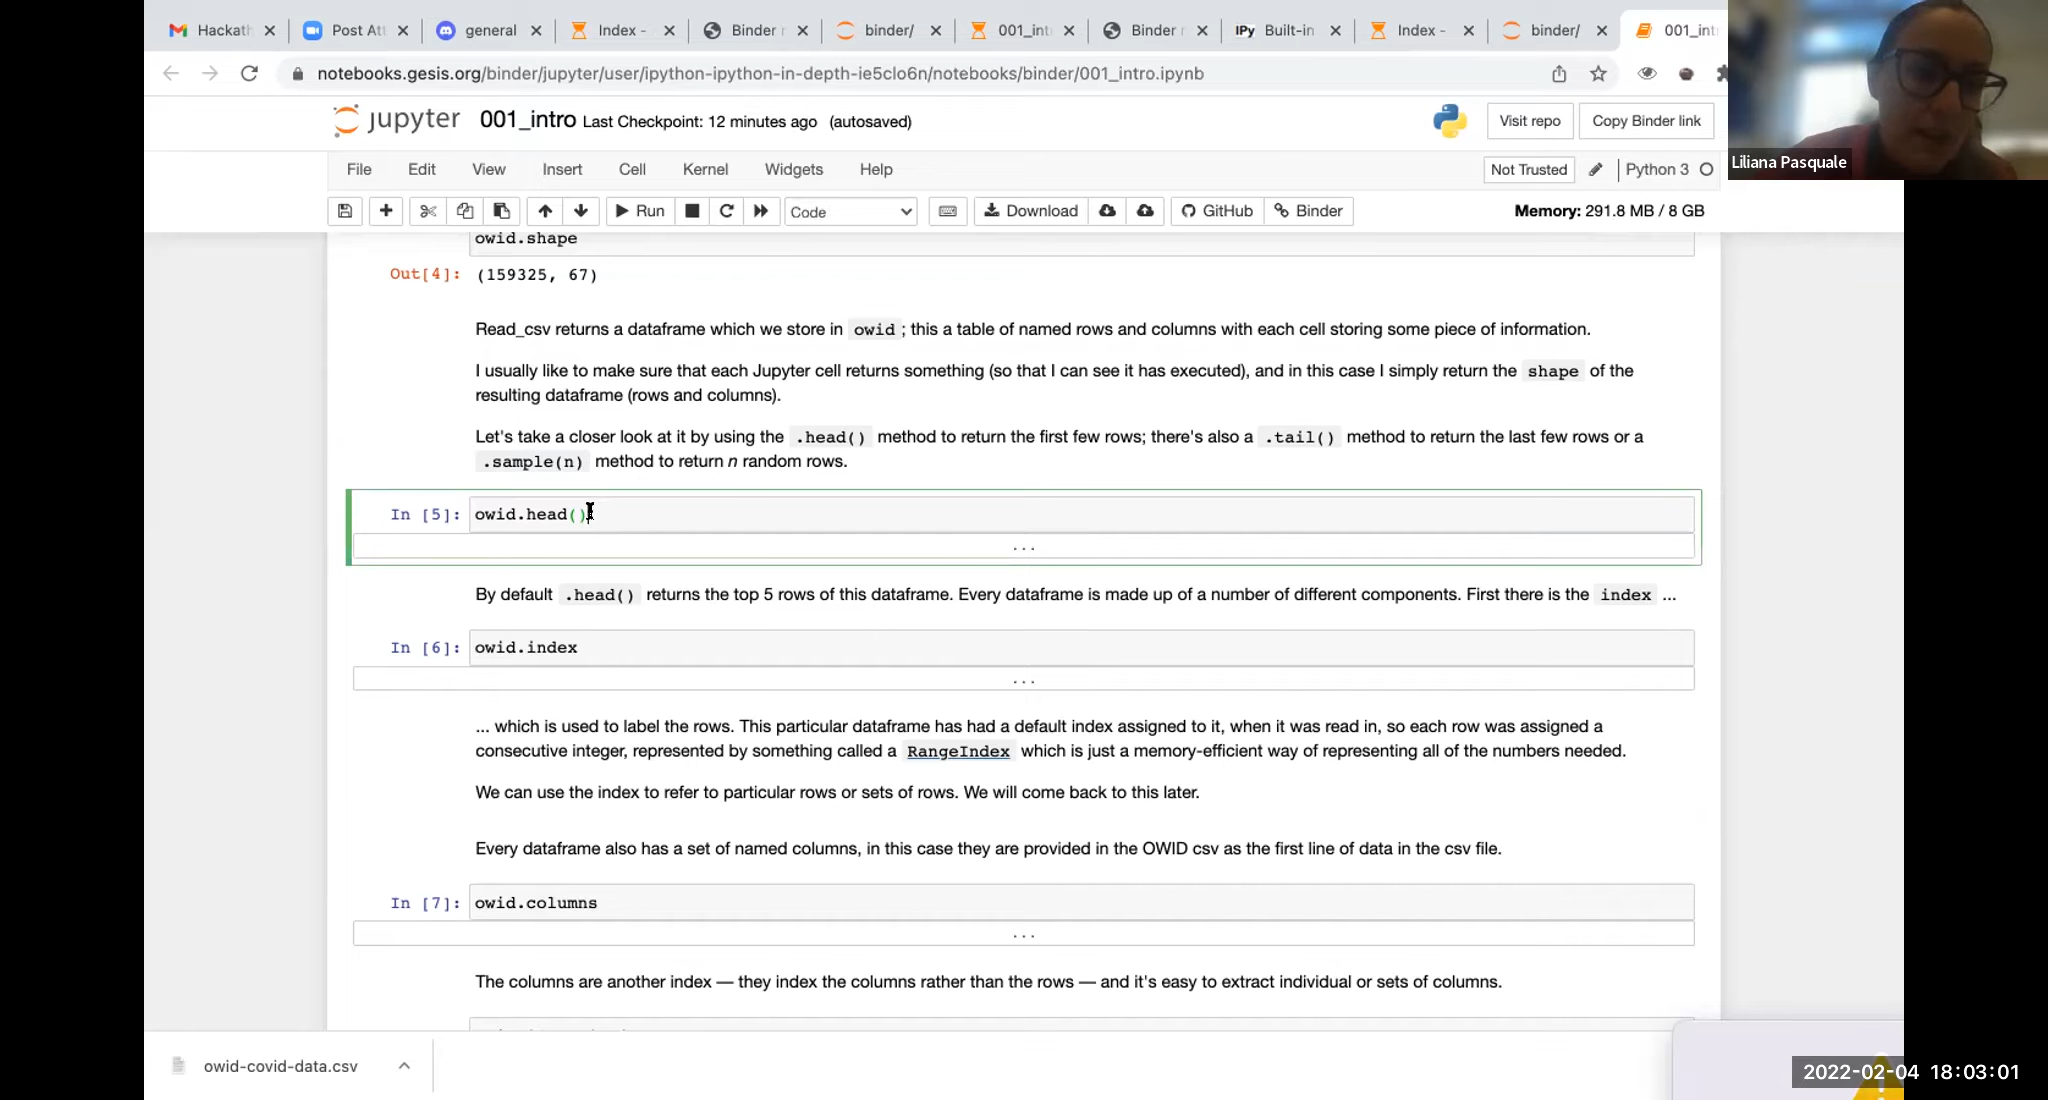 Hackath
Post Att
general
Index -
Binder r
binder/
001_int
Binder r
IPy Built-in
Index -
binder/
001_int
notebooks.gesis.org/binder/jupyter/user/ipython-ipython-in-depth-ie5clo6n/notebooks/binder/001_intro.ipynb
jupyter 001_intro Last Checkpoint: 12 minutes ago (autosaved)
Visit repo
Copy Binder link
Liliana Pasquale
File Edit View Insert Cell Kernel Widgets Help
Not Trusted
Python 3
Run
Code
Download
GitHub
Binder
Memory: 291.8 MB / 8 GB
owid.shape
Out[4]: (159325, 67)
Read_csv returns a dataframe which we store in owid ; this a table of named rows and columns with each cell storing some piece of information.
I usually like to make sure that each Jupyter cell returns something (so that I can see it has executed), and in this case I simply return the shape of the
resulting dataframe (rows and columns).
Let's take a closer look at it by using the .head() method to return the first few rows; there's also a .tail() method to return the last few rows or a
.sample(n) method to return n random rows.
In [5]: owid.head()
...
By default .head() returns the top 5 rows of this dataframe. Every dataframe is made up of a number of different components. First there is the index ...
In [6]: owid.index
...
... which is used to label the rows. This particular dataframe has had a default index assigned to it, when it was read in, so each row was assigned a
consecutive integer, represented by something called a RangeIndex which is just a memory-efficient way of representing all of the numbers needed.
We can use the index to refer to particular rows or sets of rows. We will come back to this later.
Every dataframe also has a set of named columns, in this case they are provided in the OWID csv as the first line of data in the csv file.
In [7]: owid.columns
...
The columns are another index — they index the columns rather than the rows — and it's easy to extract individual or sets of columns.
owid-covid-data.csv
2022-02-04 18:03:01